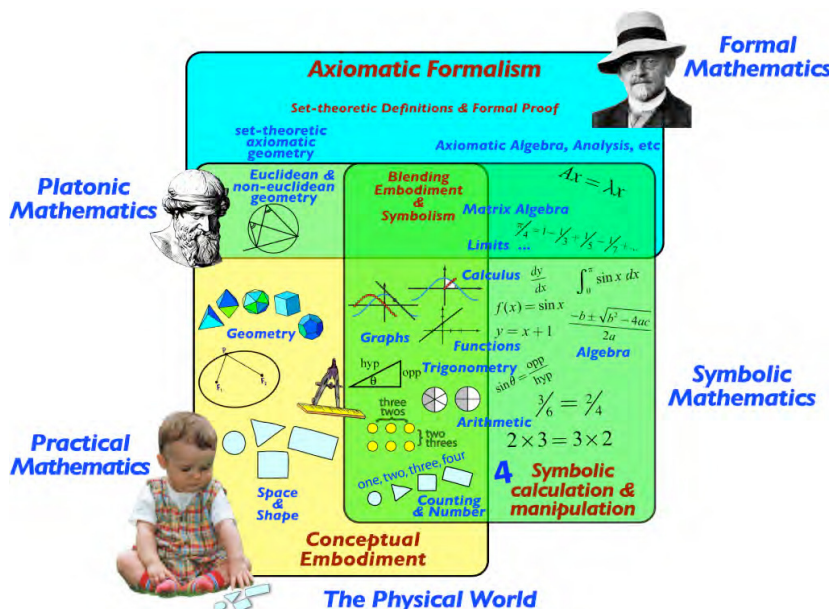 Formal
Mathematics
Axiomatic Formalism
Set-theoretic Definitions & Formal Proof
set-theoretic
axiomatic
geometry
Axiomatic Algebra, Analysis, etc
Platonic
Mathematics
Euclidean &
non-euclidean
geometry
Blending
Embodiment
&
Symbolism
Ax = λx
Matrix Algebra
Limits ...
Calculus
dy/dx
∫₀^π sin x dx
f(x) = sin x
Geometry
Graphs
y = x + 1
Functions
-b ± √b² - 4ac
2a
Algebra
hyp
θ
opp
Trigonometry
sin θ = opp/hyp
Symbolic
Mathematics
three
twos
two
threes
Arithmetic
3/6 = 2/4
2 × 3 = 3 × 2
Practical
Mathematics
Space
&
Shape
one, two, three, four
4
Counting
& Number
Symbolic
calculation &
manipulation
Conceptual
Embodiment
The Physical World